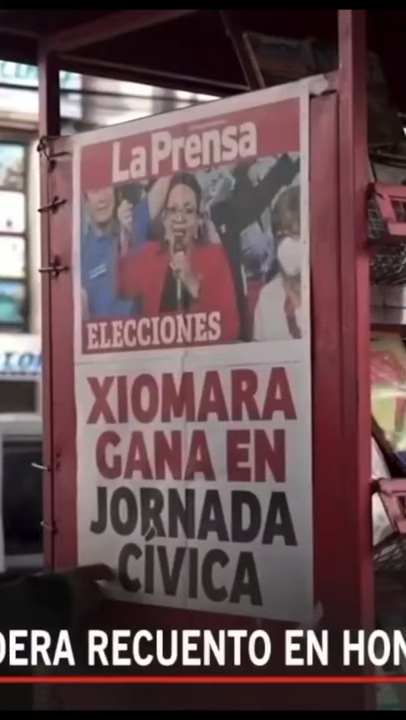 La Prensa
ELECCIONES
XIOMARA
GANA EN
JORNADA
CÍVICA
DERA RECUENTO EN HON